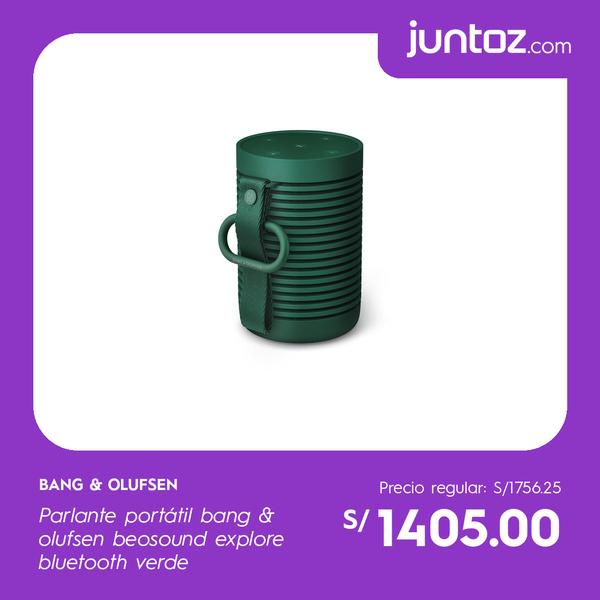 juntoz.com
BANG & OLUFSEN
Parlante portátil bang &
olufsen beosound explore
bluetooth verde
Precio regular: S/1756.25
S/ 1405.00